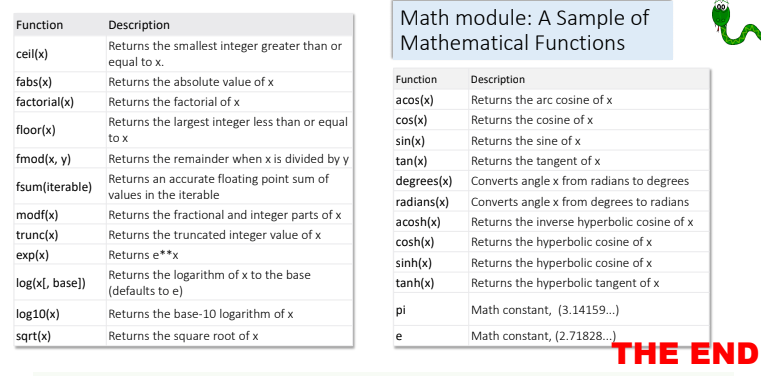 Function Description
ceil(x) Returns the smallest integer greater than or
equal to x.
fabs(x) Returns the absolute value of x
factorial(x) Returns the factorial of x
floor(x) Returns the largest integer less than or equal
to x
fmod(x, y) Returns the remainder when x is divided by y
fsum(iterable) Returns an accurate floating point sum of
values in the iterable
modf(x) Returns the fractional and integer parts of x
trunc(x) Returns the truncated integer value of x
exp(x) Returns e**x
log(x[, base]) Returns the logarithm of x to the base
(defaults to e)
log10(x) Returns the base-10 logarithm of x
sqrt(x) Returns the square root of x
Math module: A Sample of
Mathematical Functions
Function Description
acos(x) Returns the arc cosine of x
cos(x) Returns the cosine of x
sin(x) Returns the sine of x
tan(x) Returns the tangent of x
degrees(x) Converts angle x from radians to degrees
radians(x) Converts angle x from degrees to radians
acosh(x) Returns the inverse hyperbolic cosine of x
cosh(x) Returns the hyperbolic cosine of x
sinh(x) Returns the hyperbolic cosine of x
tanh(x) Returns the hyperbolic tangent of x
pi Math constant, (3.14159...)
e Math constant, (2.71828...)
THE END